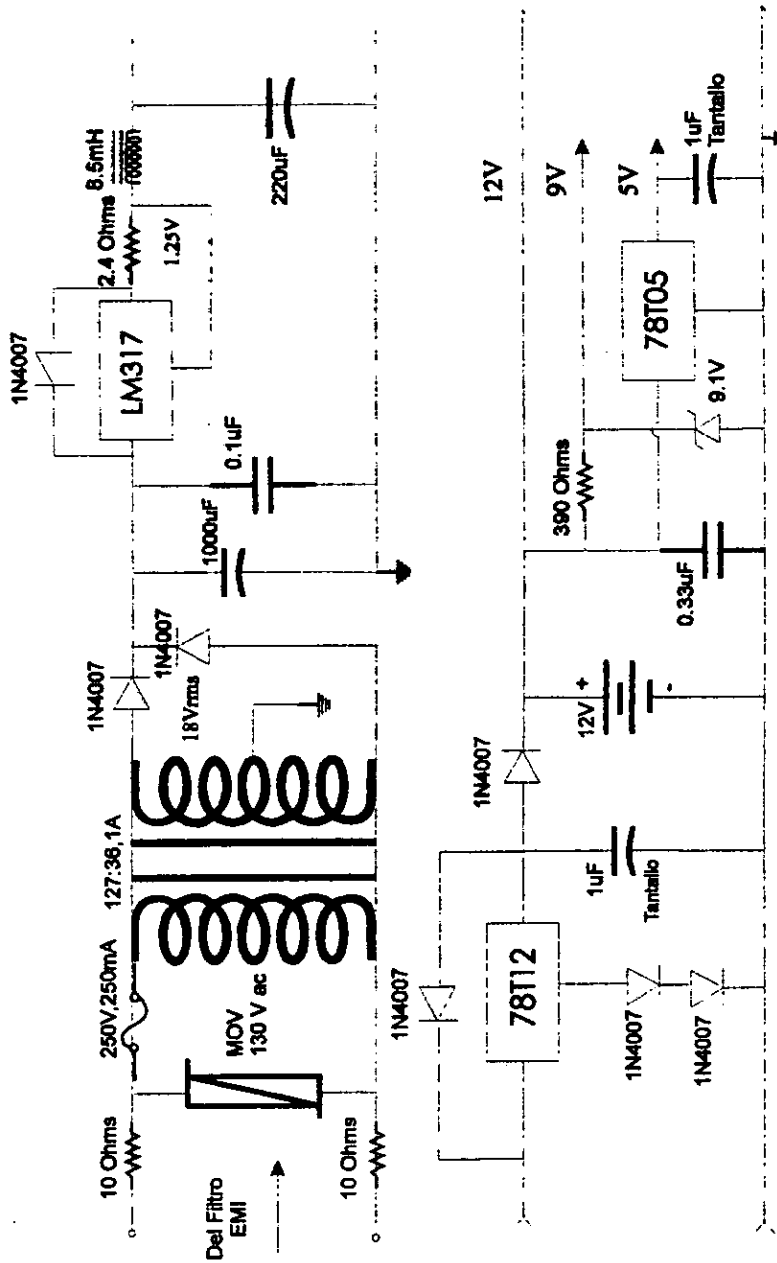 10 Ohms
250V,250mA
MOV
130 V ac
10 Ohms
Del Filtro
EMI
127:36,1A
18Vrms
1N4007
1N4007
1000uF
0.1uF
1N4007
LM317
2.4 Ohms
1.25V
8.5mH
220uF
1N4007
78T12
1N4007
1N4007
1uF
Tantallo
1N4007
12V +
-
0.33uF
390 Ohms
9.1V
78T05
12V
9V
5V
1uF
Tantallo